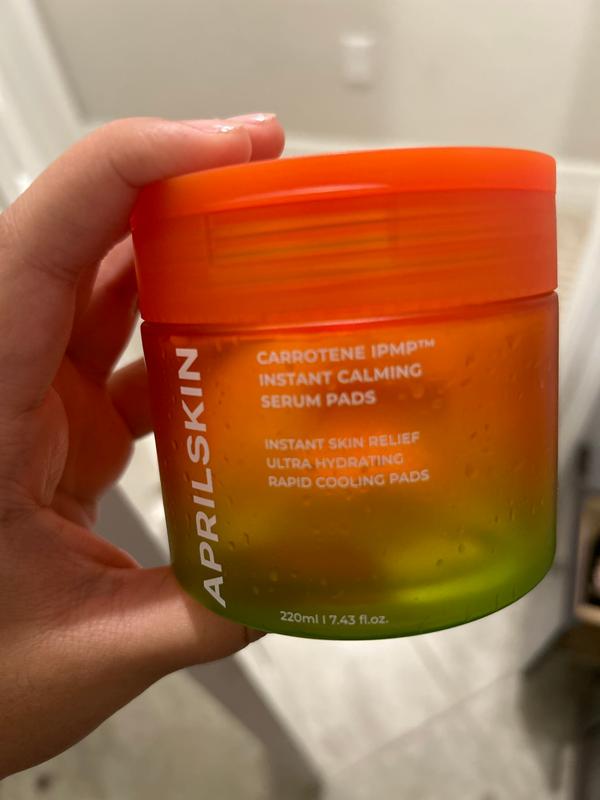 APRILSKIN
CARROTENE IPMP™
INSTANT CALMING
SERUM PADS
INSTANT SKIN RELIEF
ULTRA HYDRATING
RAPID COOLING PADS
220ml I 7.43 fl.oz.